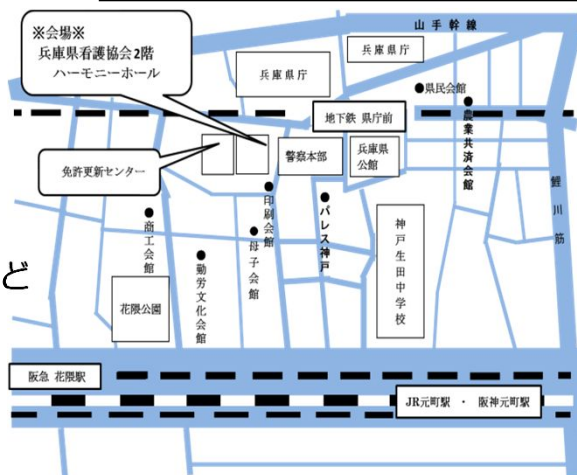 ※会場※
兵庫県看護協会2階
ハーモニーホール
山手幹線
兵庫県庁
兵庫県庁
●県民会館
地下鉄 県庁前
●農業共済会館
免許更新センター
警察本部
兵庫県
公館
鯉川筋
●印刷会館
●商工会館
●母子会館
●パレス神戸
神戸生田中学校
●勤労文化会館
ど
花隈公園
阪急 花隈駅
JR元町駅 ・ 阪神元町駅